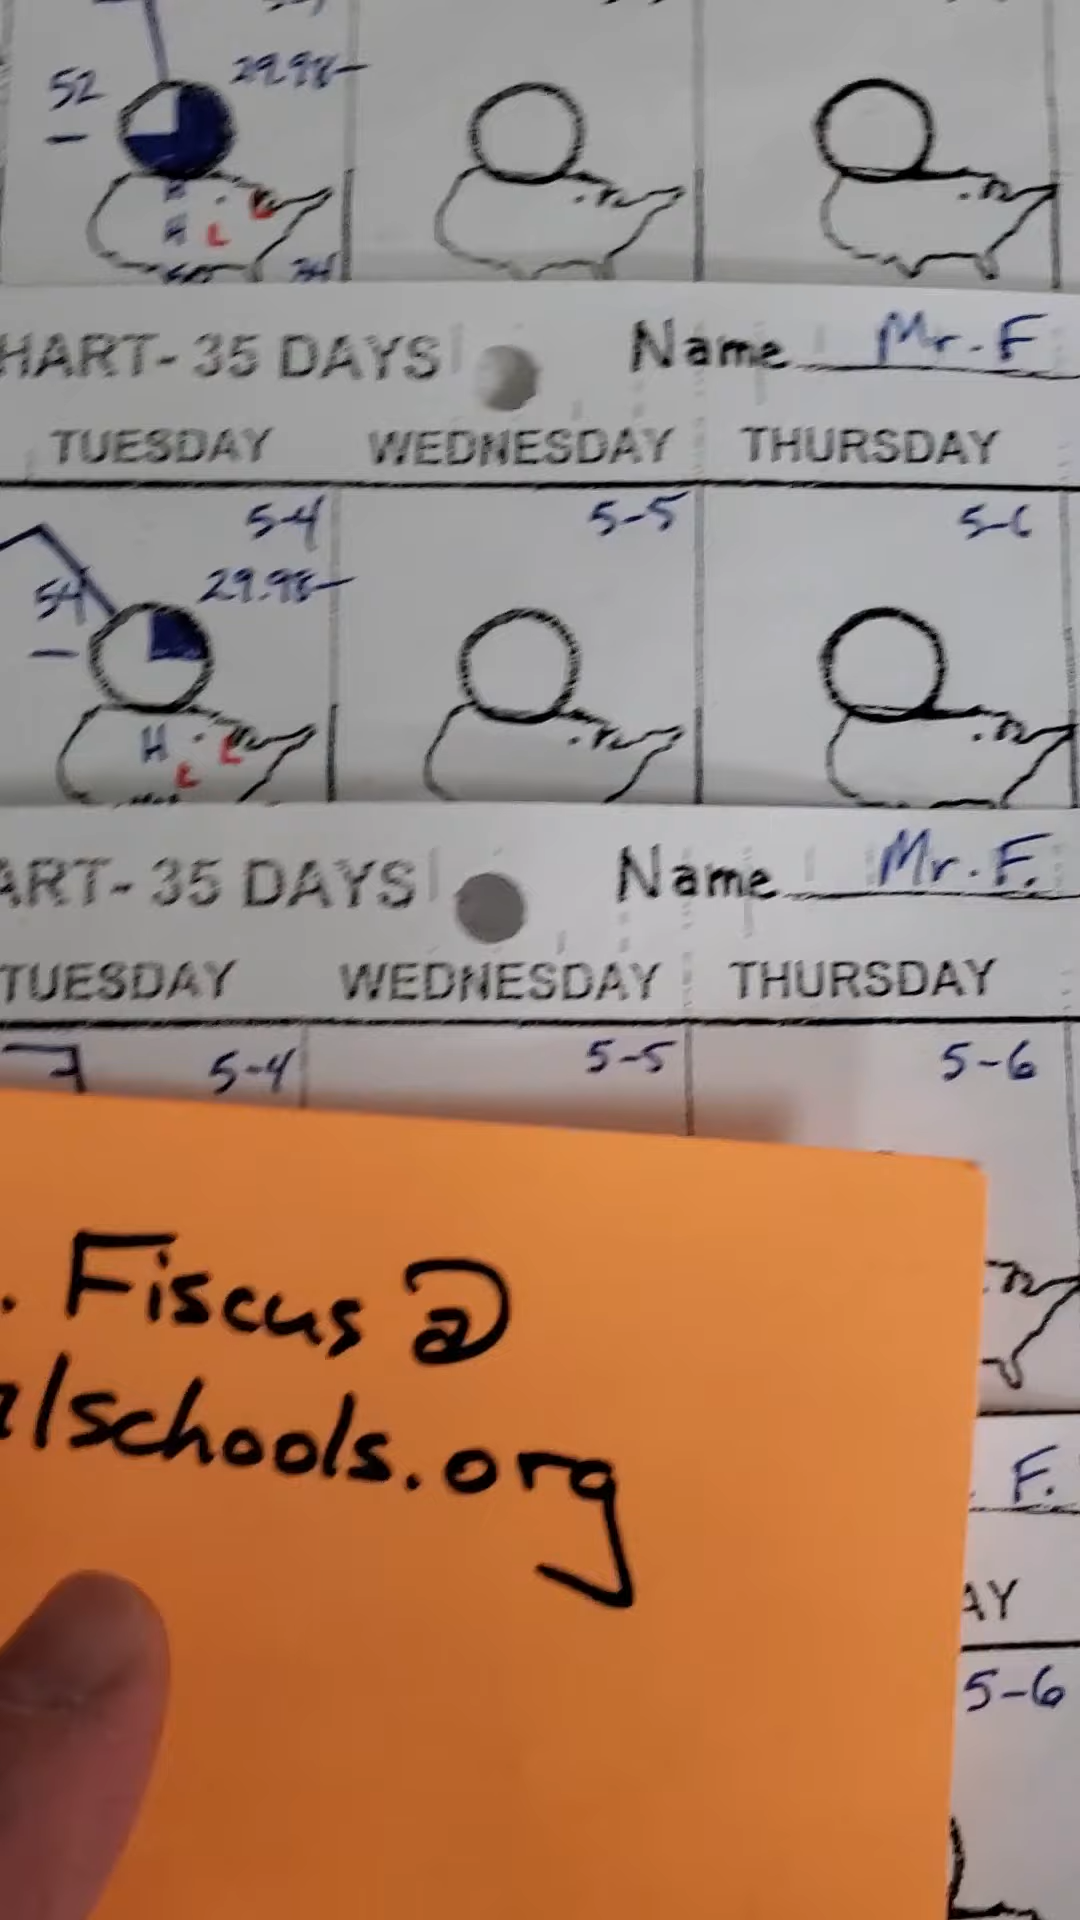 52
29.98
H
L
HART- 35 DAYS
Name Mr. F
TUESDAY WEDNESDAY THURSDAY
5-4 5-5 5-6
54
29.98
H
L
L
ART- 35 DAYS
Name Mr. F.
TUESDAY WEDNESDAY THURSDAY
5-4 5-5 5-6
. Fiscus @
lschools.org
F.
AY
5-6